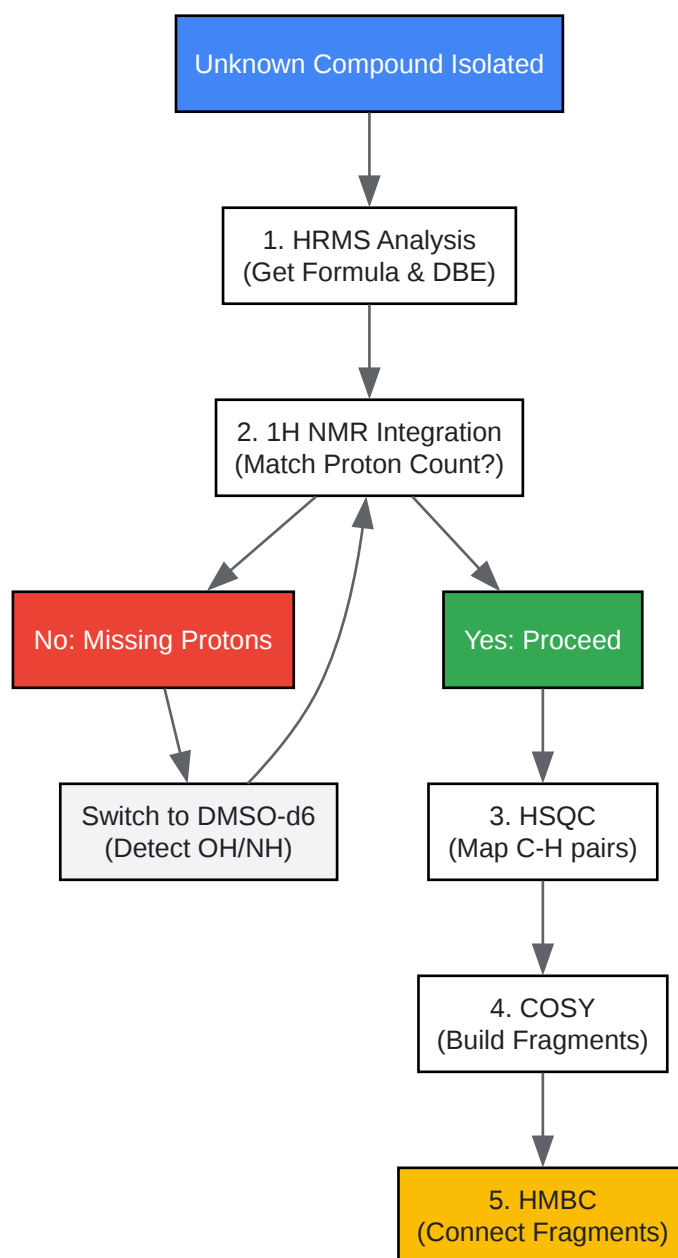 Unknown Compound Isolated
1. HRMS Analysis
(Get Formula & DBE)
2. 1H NMR Integration
(Match Proton Count?)
No: Missing Protons
Yes: Proceed
Switch to DMSO-d6
(Detect OH/NH)
3. HSQC
(Map C-H pairs)
4. COSY
(Build Fragments)
5. HMBC
(Connect Fragments)